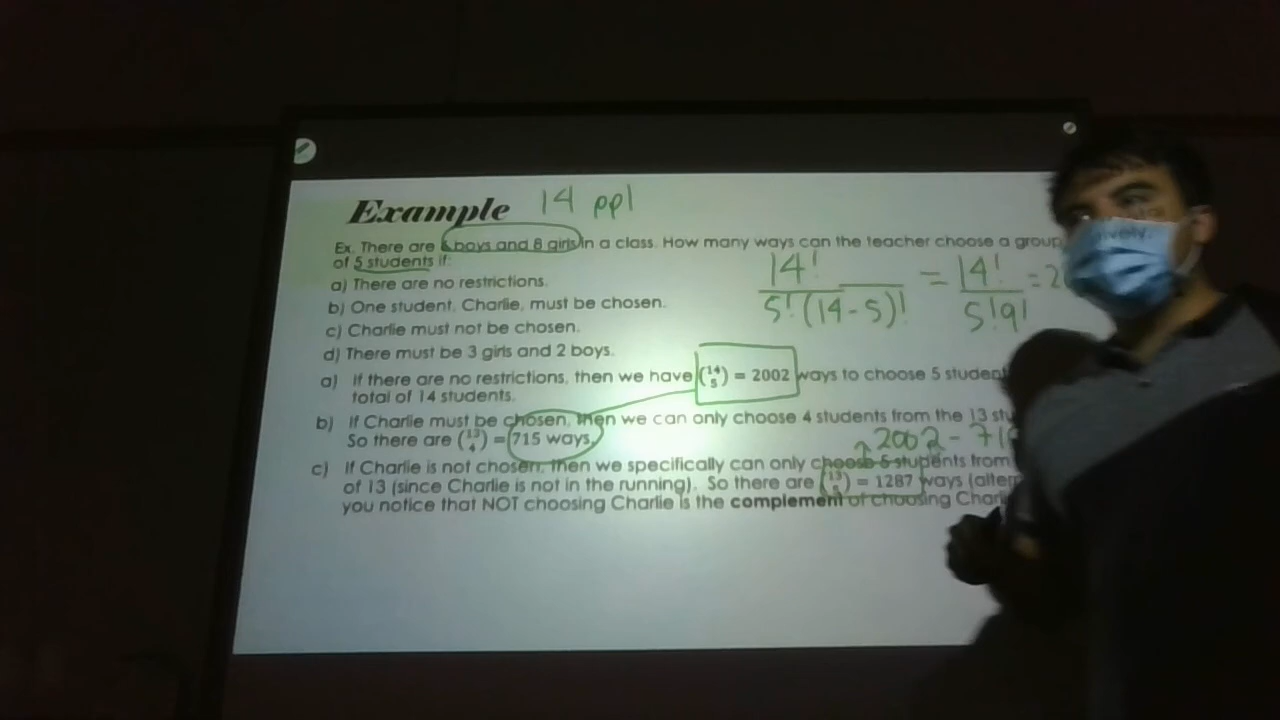 Example 14 ppl
Ex. There are boys and 8 girls in a class. How many ways can the teacher choose a group
of 5 students if:
a) There are no restrictions.
b) One student, Charlie, must be chosen.
c) Charlie must not be chosen.
d) There must be 3 girls and 2 boys.
14! / 5!(14-5)! = 14! / 5!9! = 2
a) If there are no restrictions, then we have (14 5) = 2002 ways to choose 5
total of 14 students.
b) If Charlie must be chosen, then we can only choose 4 students from the 13
So there are (13 4) = 715 ways.
2002 - 71
c) If Charlie is not chosen, then we specifically can only choose 5 students from
of 13 (since Charlie is not in the running). So there are = 1287 ways
you notice that NOT choosing Charlie is the complement of choosing